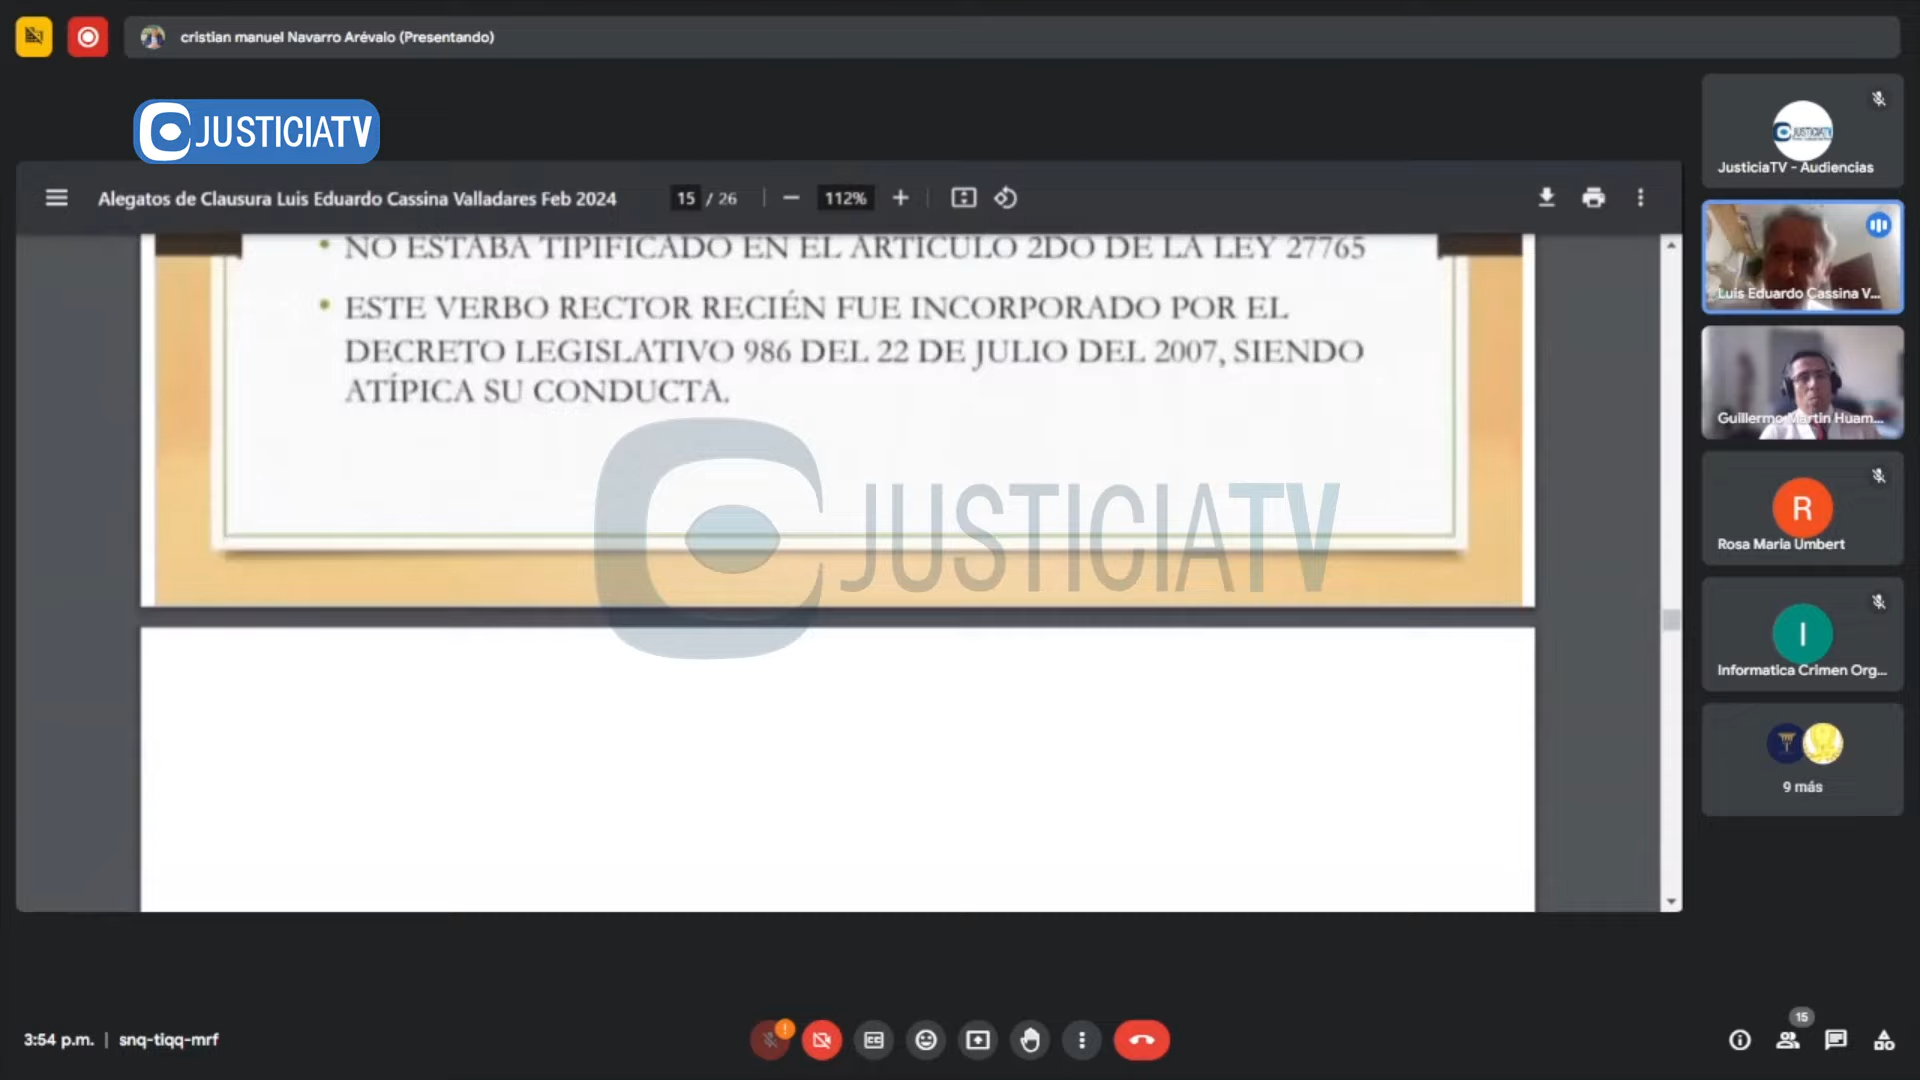 cristian manuel Navarro Arévalo (Presentando)
JUSTICIATV
Alegatos de Clausura Luis Eduardo Cassina Valladares Feb 2024
15 / 26
112%
• NO ESTABA TIPIFICADO EN EL ARTICULO 2DO DE LA LEY 27765
• ESTE VERBO RECTOR RECIÉN FUE INCORPORADO POR EL
DECRETO LEGISLATIVO 986 DEL 22 DE JULIO DEL 2007, SIENDO
ATÍPICA SU CONDUCTA.
JUSTICIATV
JUSTICIATV
JusticiaTV - Audiencias
Luis Eduardo Cassina V...
Guillermo Martin Huam...
R
Rosa Maria Umbert
I
Informatica Crimen Org...
9 más
3:54 p.m. | snq-tiqq-mrf
CC
15